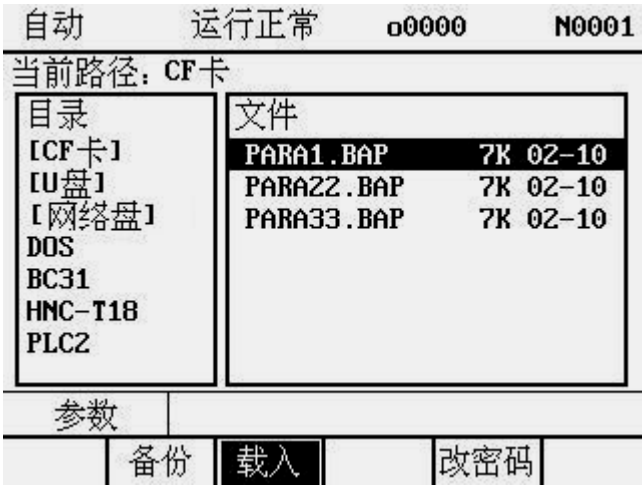 自动 运行正常 o0000 N0001
当前路径：CF卡
目录
[CF卡]
[U盘]
[网络盘]
DOS
BC31
HNC-T18
PLC2
文件
PARA1.BAP 7K 02-10
PARA22.BAP 7K 02-10
PARA33.BAP 7K 02-10
参数
备份 载入 改密码